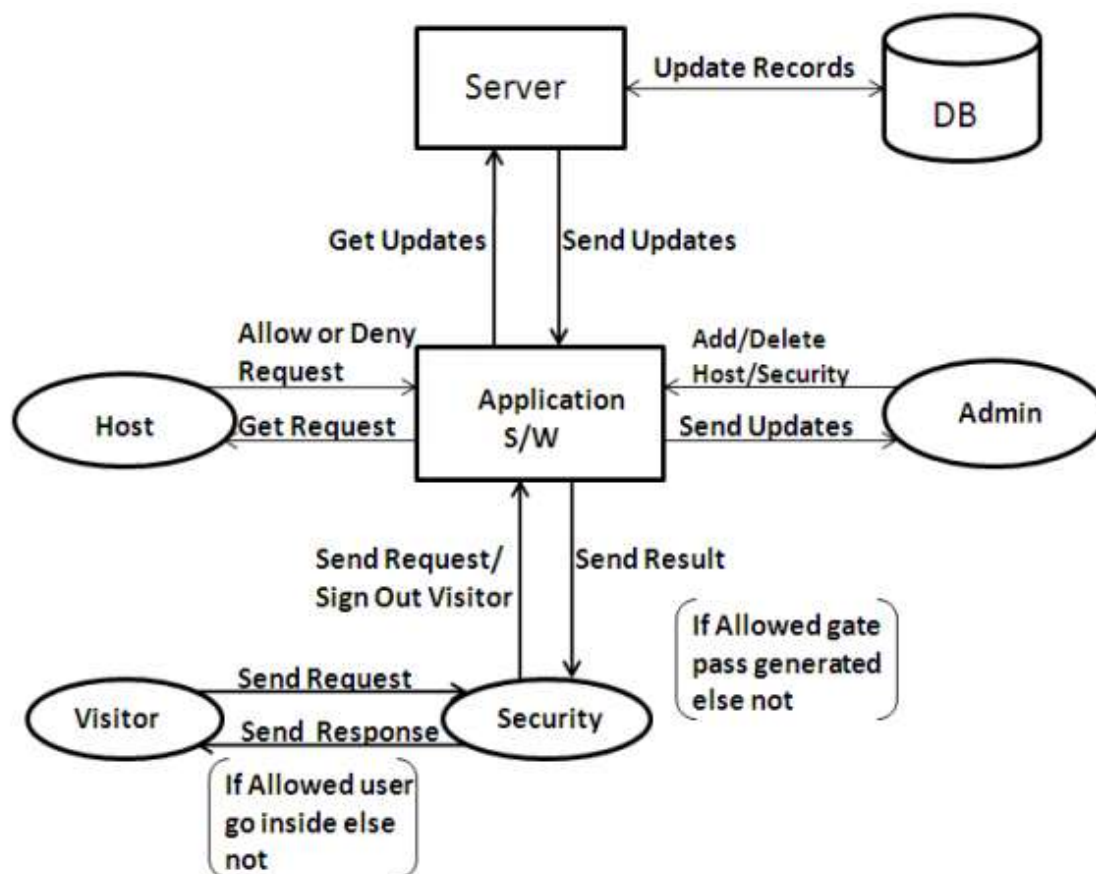 Server
Update Records
DB
Get Updates
Send Updates
Allow or Deny
Request
Add/Delete
Host/Security
Host
Get Request
Application
S/W
Send Updates
Admin
Send Request/
Sign Out Visitor
Send Result
If Allowed gate
pass generated
else not
Visitor
Send Request
Send Response
Security
If Allowed user
go inside else
not